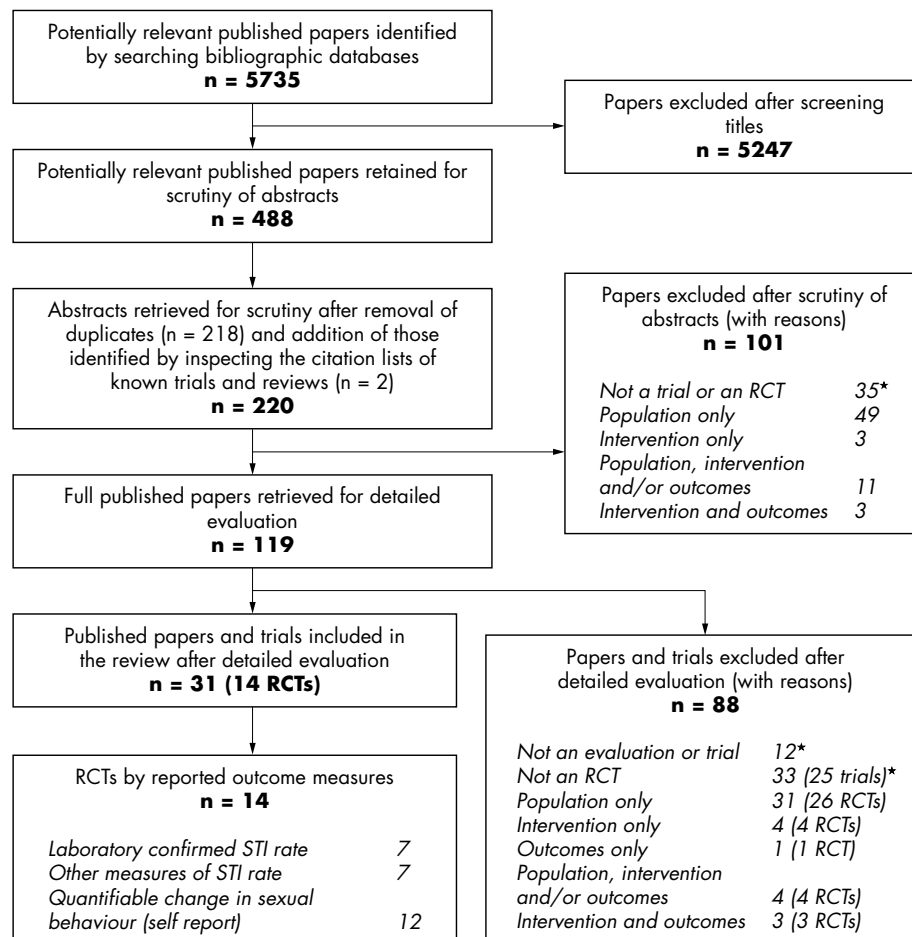 Potentially relevant published papers identified
by searching bibliographic databases
n = 5735
Papers excluded after screening
titles
n = 5247
Potentially relevant published papers retained for
scrutiny of abstracts
n = 488
Abstracts retrieved for scrutiny after removal of
duplicates (n = 218) and addition of those
identified by inspecting the citation lists of
known trials and reviews (n = 2)
n = 220
Papers excluded after scrutiny of
abstracts (with reasons)
n = 101
Not a trial or an RCT 35★
Population only 49
Intervention only 3
Population, intervention
and/or outcomes 11
Intervention and outcomes 3
Full published papers retrieved for detailed
evaluation
n = 119
Published papers and trials included in
the review after detailed evaluation
n = 31 (14 RCTs)
Papers and trials excluded after
detailed evaluation (with reasons)
n = 88
Not an evaluation or trial 12★
Not an RCT 33 (25 trials)★
Population only 31 (26 RCTs)
Intervention only 4 (4 RCTs)
Outcomes only 1 (1 RCT)
Population, intervention
and/or outcomes 4 (4 RCTs)
Intervention and outcomes 3 (3 RCTs)
RCTs by reported outcome measures
n = 14
Laboratory confirmed STI rate 7
Other measures of STI rate 7
Quantifiable change in sexual
behaviour (self report) 12